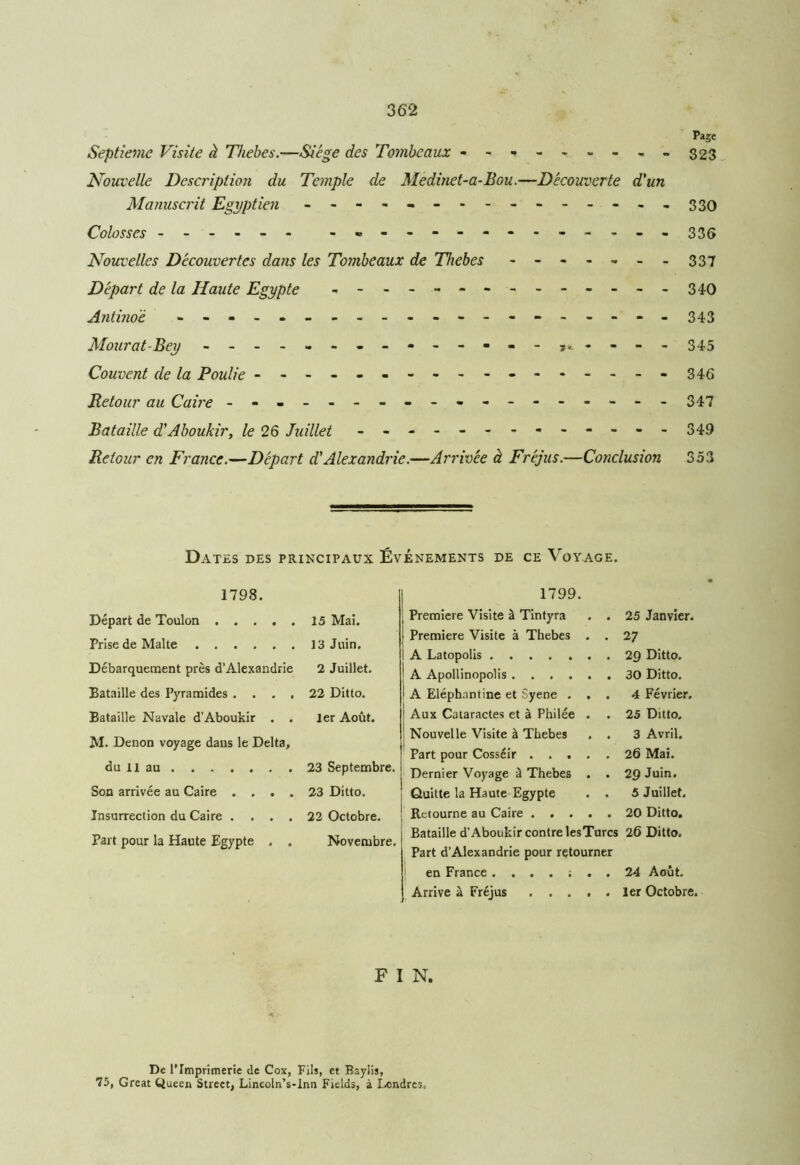 362
Page
Septieme Visite à Thebes.—Siége des Tombeaux - - - - - - - - - 323
Nouvelle Description du Temple de Medinet-a-Bou.—Découverte d'un
Manuscrit Egyptien - - - - - - - - - - - - - - - 330
Colosses - - - - - - - - - - - - - - - - - - - - 336
Nouvelles Découvertes dans les Tombeaux de Thebes - - - - - - - 337
Départ de la Haute Egypte - - - - - - - - - - - - - - 340
Antinoë - - - - - - - - - - - - - - - - - - - - 343
Mourat-Bey - - - - - - - - - - - - - - - - - - - 345
Couvent de la Poulie - - - - - - - - - - - - - - - - - 346
Retour au Caire - - - - - - - - - - - - - - - - - - 347
Bataille d'Aboukir, le 26 Juillet - - - - - - - - - - - - - 349
Retour en France.—Départ d'Alexandrie.—Arrivée à Fréjus.—Conclusion 353
Dates des principaux Événements de ce Voyage.
1798.
Départ de Toulon . . . . . 15 Mai.
Prise de Malte . . . . . . 13 Juin.
Débarquement près d'Alexandrie 2 Juillet.
Bataille des Pyramides . . . . 22 Ditto.
Bataille Navale d'Aboukir . . 1er Août.
M. Denon voyage dans le Delta,
du 11 au . . . . . . . 23 Septembre.
Son arrivée au Caire . . . . 23 Ditto.
Insurrection du Caire . . . . 22 Octobre.
Part pour la Haute Egypte . . Novembre.
1799.
Premiere Visite à Tintyra . . 25 Janvier.
Premiere Visite à Thebes . . 27
A Latopolis . . . . . . . 29 Ditto.
A Apollinopolis . . . . . . 30 Ditto.
A Eléphantine et Syene . . . 4 Février.
Aux Cataractes et à Philée . . 25 Ditto.
Nouvelle Visite à Thebes . . 3 Avril.
Part pour Cosséir . . . . . 26 Mai.
Dernier Voyage à Thebes . . 29 Juin.
Quitte la Haute Egypte . . 5 Juillet.
Retourne au Caire . . . . . 20 Ditto.
Bataille d'Aboukir contre lesTurcs 26 Ditto.
Part d'Alexandrie pour retourner
en France . . . . ; . . 24 Août.
Arrive à Fréjus . . . . . 1er Octobre.
FIN.
De l'Imprimerie de Cox, Fils, et Baylis,
75, Great Queen Street, Lincoln's-Inn Fields, à Londres.